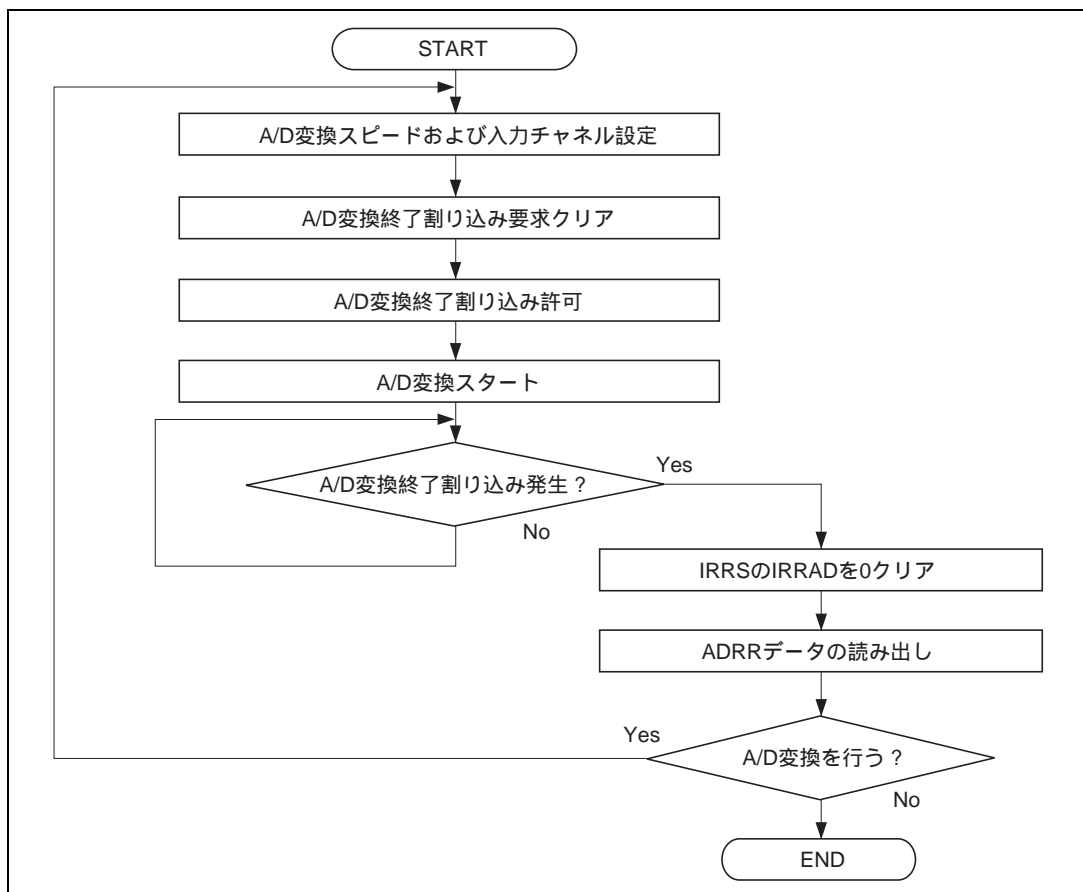 START
A/D変換スピードおよび入力チャネル設定
A/D変換終了割り込み要求クリア
A/D変換終了割り込み許可
A/D変換スタート
A/D変換終了割り込み発生？
Yes
No
IRRSのIRRADを0クリア
ADRRデータの読み出し
Yes
A/D変換を行う？
No
END